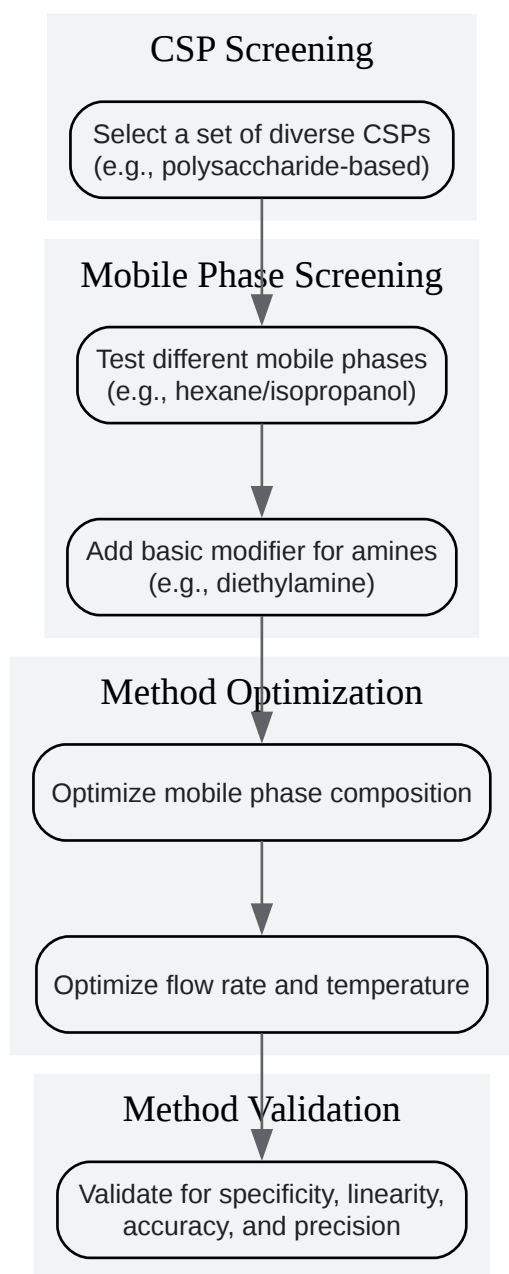 CSP Screening
Select a set of diverse CSPs
(e.g., polysaccharide-based)
Mobile Phase Screening
Test different mobile phases
(e.g., hexane/isopropanol)
Add basic modifier for amines
(e.g., diethylamine)
Method Optimization
Optimize mobile phase composition
Optimize flow rate and temperature
Method Validation
Validate for specificity, linearity,
accuracy, and precision